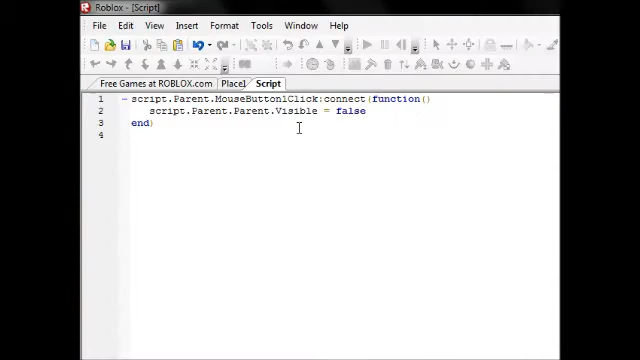 Roblox - [Script]
File Edit View Insert Format Tools Window Help
Free Games at ROBLOX.com Place1 Script
1 script.Parent.MouseButton1Click:connect(function()
2 script.Parent.Parent.Visible = false
3 end)
4